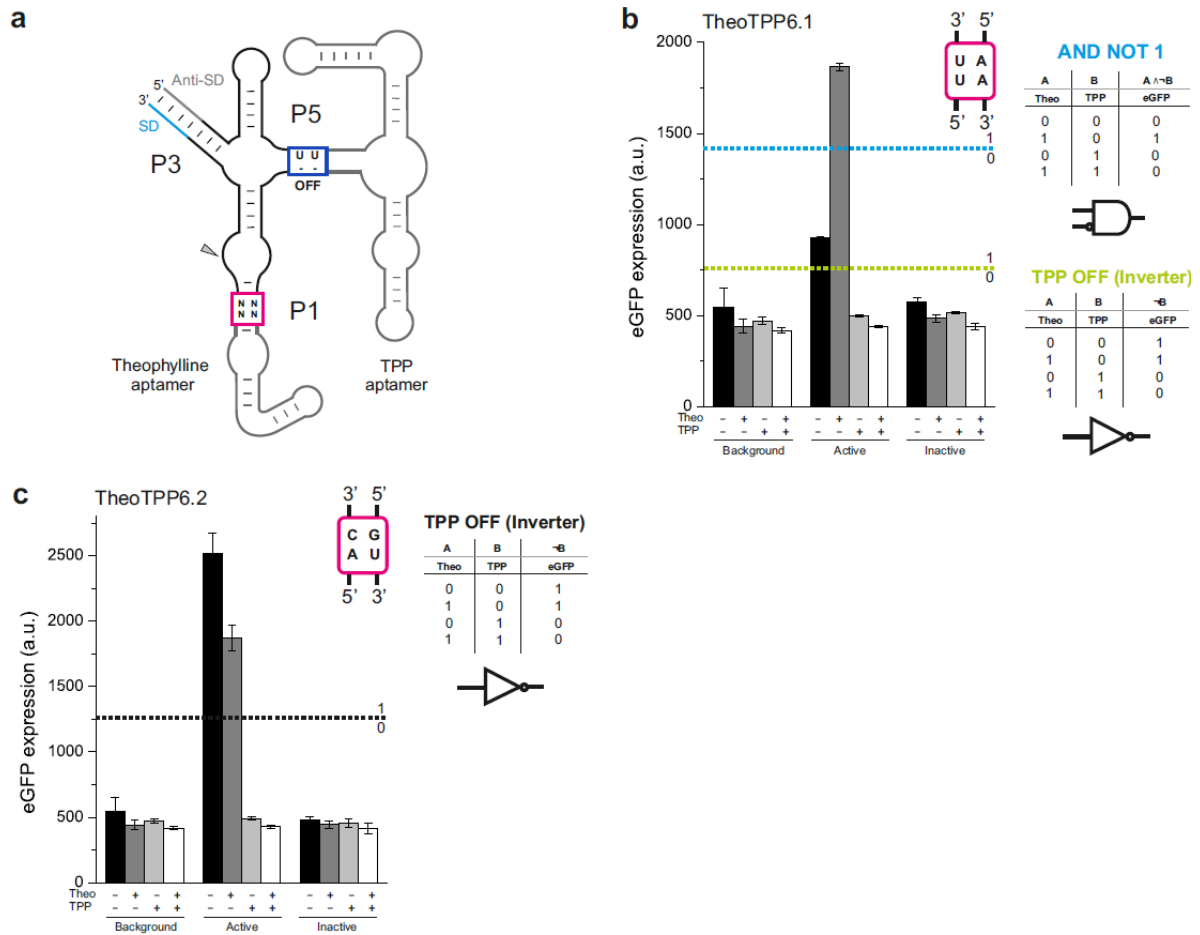 a
5'
Anti-SD
3'
SD
P3
P5
U U
- -
OFF
N N
N N
P1
Theophylline
aptamer
TPP
aptamer
b
TheoTPP6.1
2000
1500
1000
500
0
eGFP expression (a.u.)
1
0
1
0
3' 5'
U A
U A
5' 3'
Theo - + - + - + - + - + - +
TPP - - + + - - + + - - + +
Background Active Inactive
AND NOT 1
A B A ∧¬B
Theo TPP eGFP
0 0 0
1 0 1
0 1 0
1 1 0
TPP OFF (Inverter)
A B ¬B
Theo TPP eGFP
0 0 1
1 0 1
0 1 0
1 1 0
c
TheoTPP6.2
2500
2000
1500
1000
500
0
eGFP expression (a.u.)
1
0
3' 5'
C G
A U
5' 3'
Theo - + - + - + - + - + - +
TPP - - + + - - + + - - + +
Background Active Inactive
TPP OFF (Inverter)
A B ¬B
Theo TPP eGFP
0 0 1
1 0 1
0 1 0
1 1 0